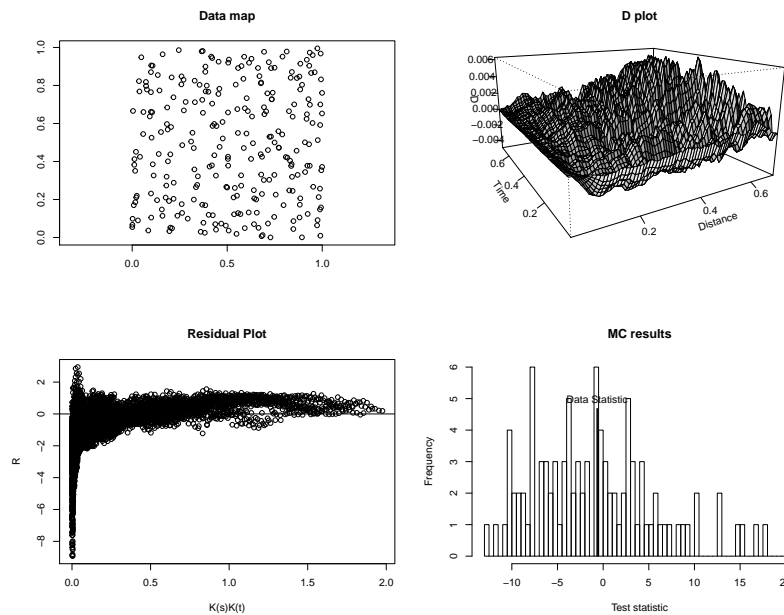 Data map
0.0 0.2 0.4 0.6 0.8 1.0
0.0 0.5 1.0
D plot
0.006
0.004
0.002
0.000
−0.002
−0.004
D
0.6
0.4
0.2
Time
0.2
0.4
0.6
Distance
Residual Plot
R
2
0
−2
−4
−6
−8
0.0 0.5 1.0 1.5 2.0
K(s)K(t)
MC results
Data Statistic
Frequency
0 1 2 3 4 5 6
−10 −5 0 5 10 15 20
Test statistic